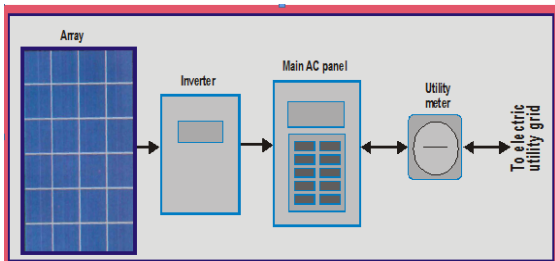 Array
Inverter
Main AC panel
Utility
meter
To electric
utility grid